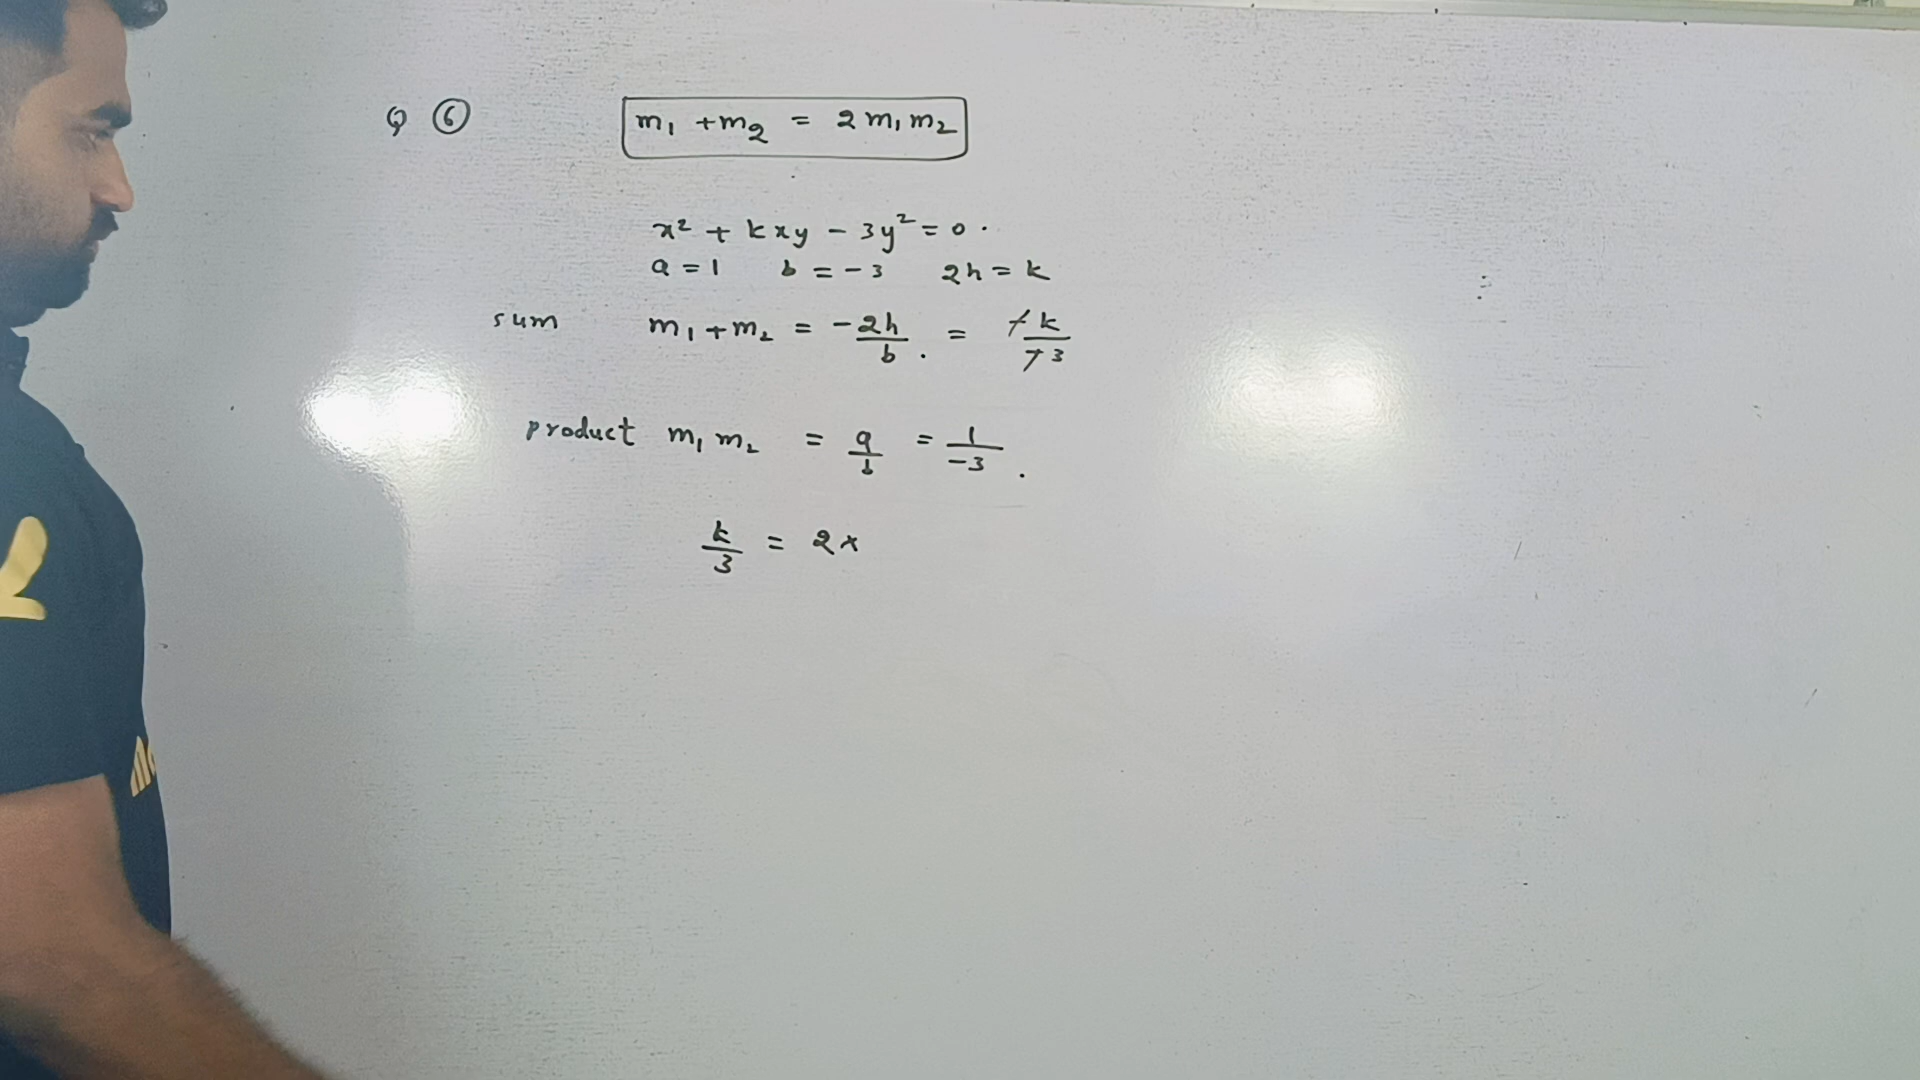 Q ⑥ m₁ + m₂ = 2 m₁ m₂
x² + kxy - 3y² = 0.
a = 1 b = -3 2h = k
sum m₁ + m₂ = -2h/b. = -k/-3
product m₁ m₂ = a/b = 1/-3.
k/3 = 2 ×